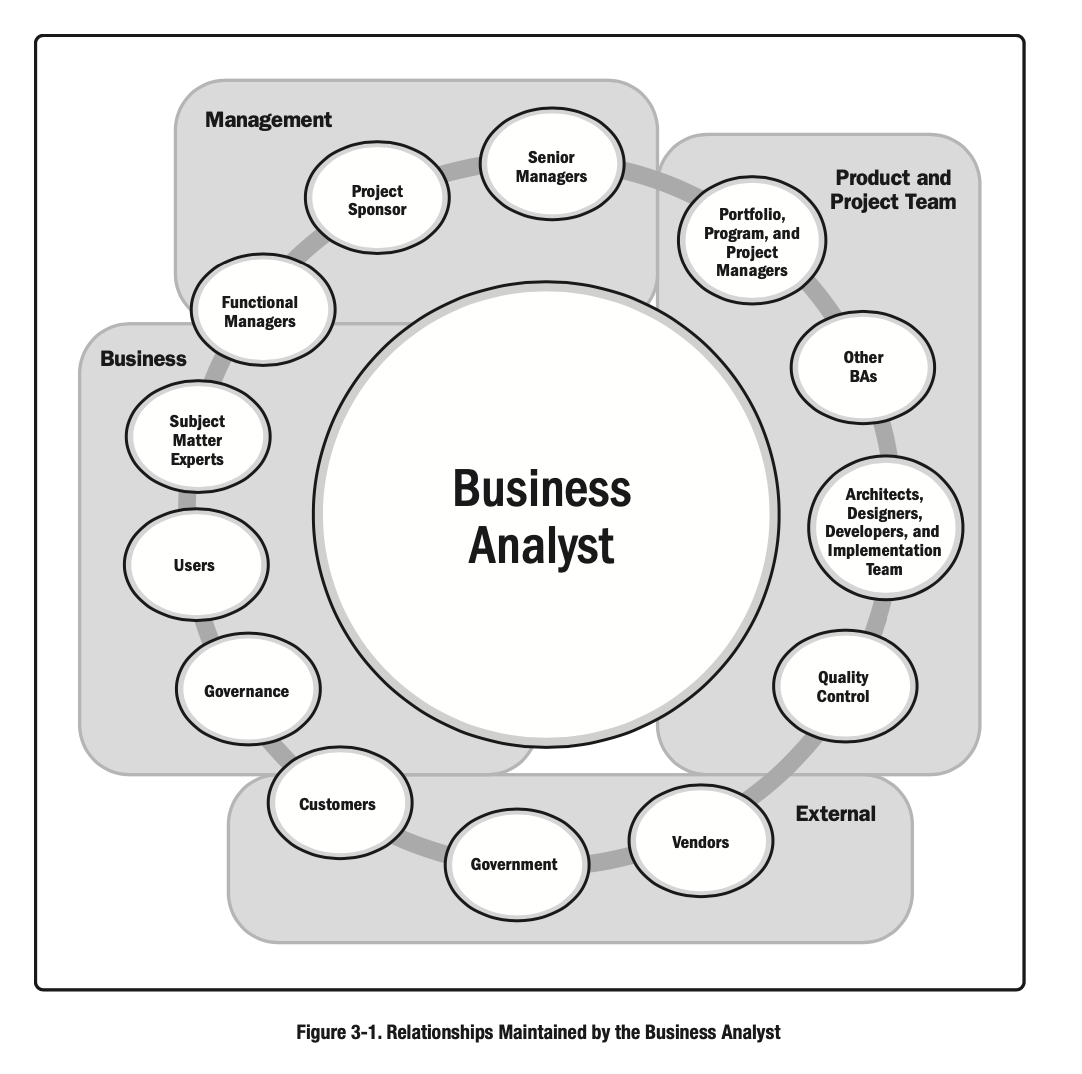 Management
Senior
Managers
Project
Sponsor
Functional
Managers
Product and
Project Team
Portfolio,
Program, and
Project
Managers
Other
BAs
Architects,
Designers,
Developers, and
Implementation
Team
Quality
Control
Business
Subject
Matter
Experts
Users
Governance
Business
Analyst
External
Customers
Government
Vendors
Figure 3-1. Relationships Maintained by the Business Analyst